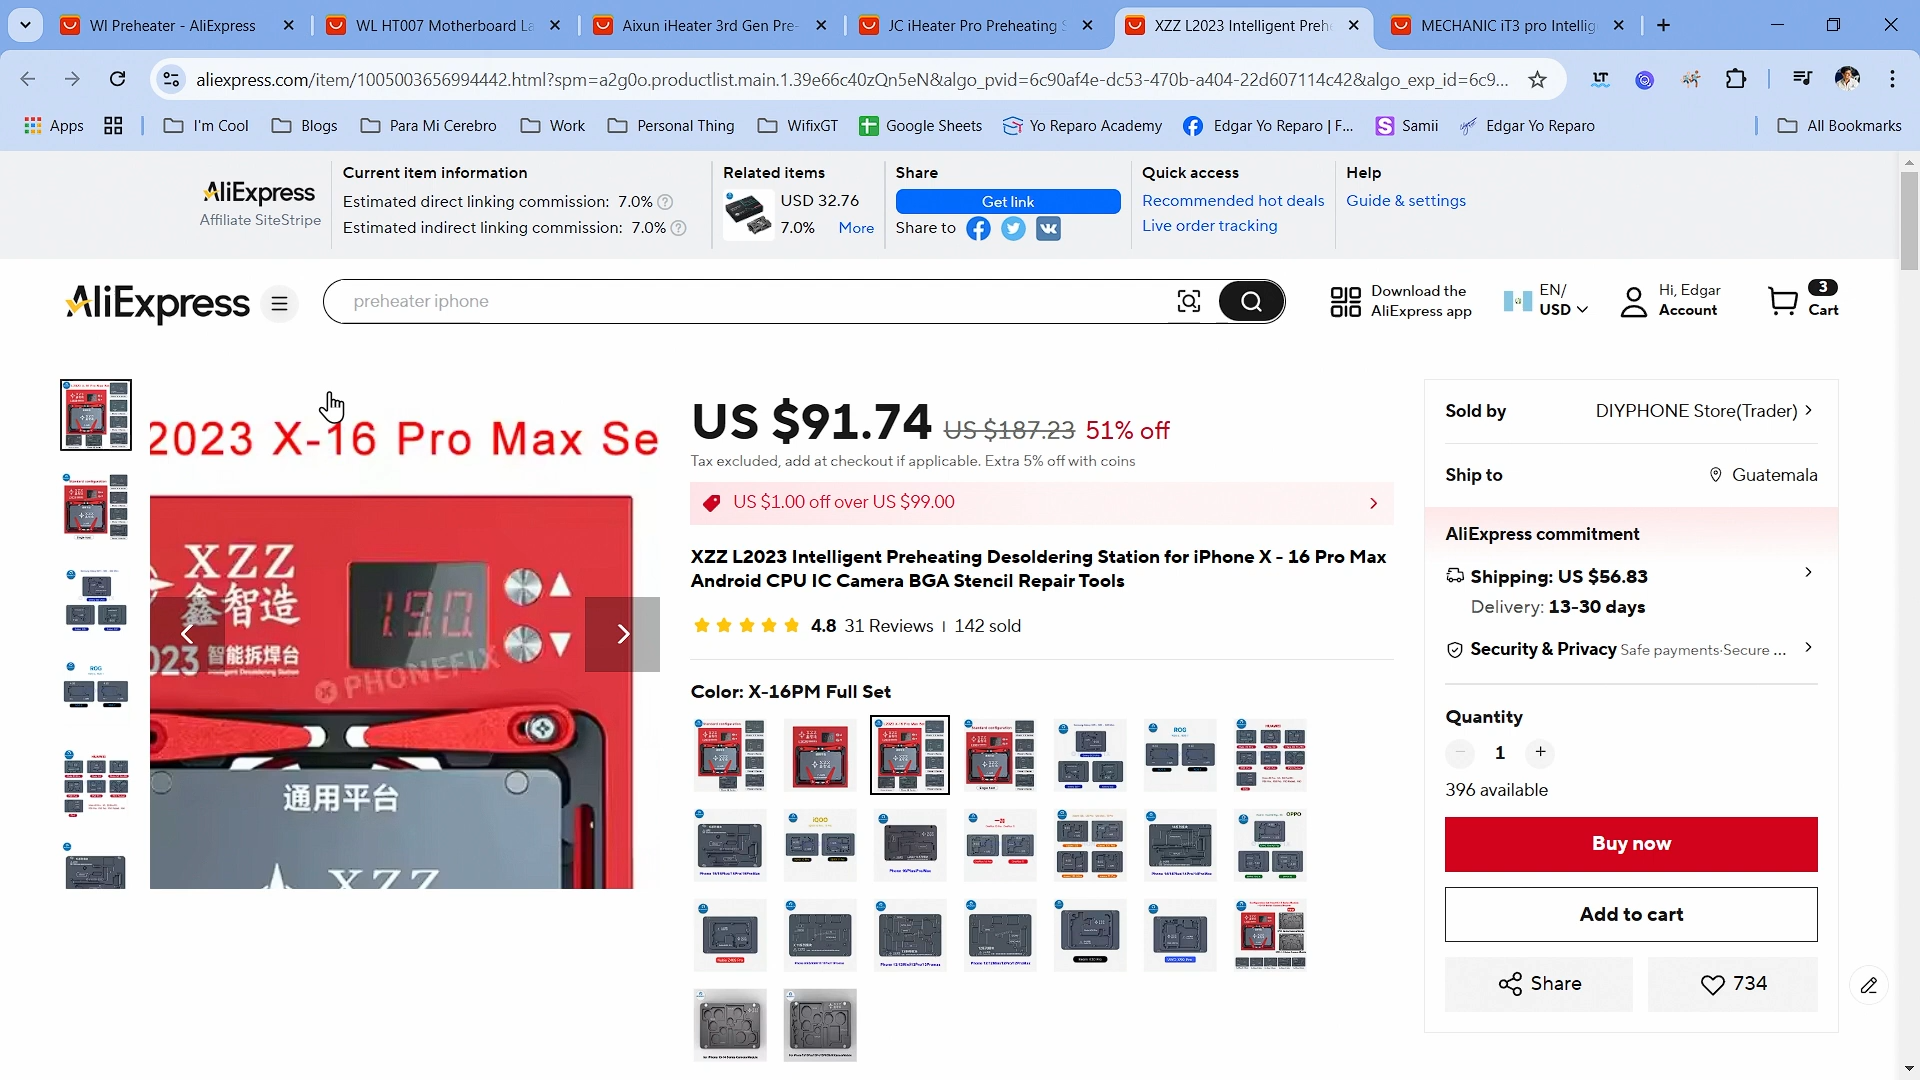 WI Preheater - AliExpress
WL HT007 Motherboard La
Aixun iHeater 3rd Gen Pre-
JC iHeater Pro Preheating S
XZZ L2023 Intelligent Prehe
MECHANIC iT3 pro Intellig
aliexpress.com/item/1005003656994442.html?spm=a2g0o.productlist.main.1.39e66c40zQn5eN&algo_pvid=6c90af4e-dc53-470b-a404-22d607114c42&algo_exp_id=6c9...
Apps
I'm Cool
Blogs
Para Mi Cerebro
Work
Personal Thing
WifixGT
Google Sheets
Yo Reparo Academy
Edgar Yo Reparo | F...
Samii
Edgar Yo Reparo
All Bookmarks
AliExpress
Affiliate SiteStripe
Current item information
Estimated direct linking commission: 7.0%
Estimated indirect linking commission: 7.0%
Related items
USD 32.76
7.0% More
Share
Get link
Share to
Quick access
Recommended hot deals
Live order tracking
Help
Guide & settings
AliExpress
preheater iphone
Download the
AliExpress app
EN/
USD
Hi, Edgar
Account
3
Cart
2023 X-16 Pro Max Se
XZZ
鑫智造
023 智能拆焊台
190
PHONEFIX
通用平台
XZZ
US $91.74 US $187.23 51% off
Tax excluded, add at checkout if applicable. Extra 5% off with coins
US $1.00 off over US $99.00
XZZ L2023 Intelligent Preheating Desoldering Station for iPhone X - 16 Pro Max
Android CPU IC Camera BGA Stencil Repair Tools
4.8 31 Reviews | 142 sold
Color: X-16PM Full Set
ROG
HUAWEI
iQOO
OPPO
Sold by
DIYPHONE Store(Trader)
Ship to
Guatemala
AliExpress commitment
Shipping: US $56.83
Delivery: 13-30 days
Security & Privacy Safe payments·Secure ...
Quantity
1
396 available
Buy now
Add to cart
Share
734